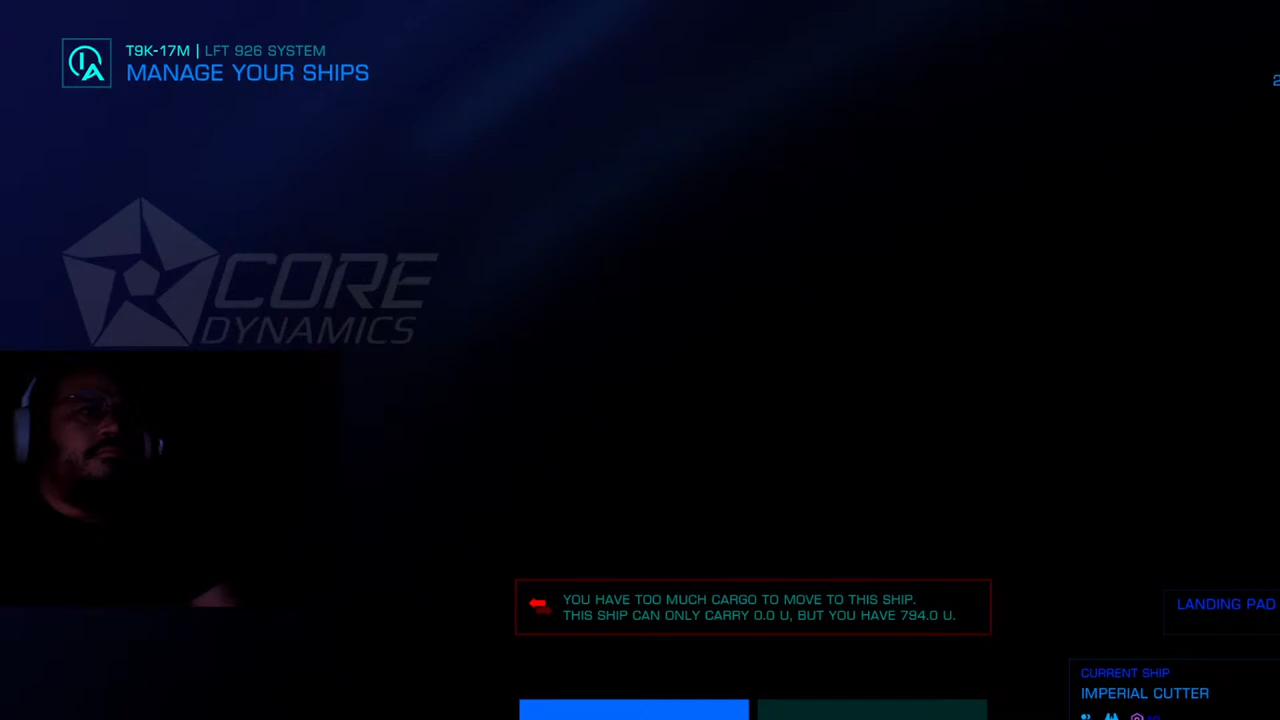 T9K-17M | LFT 926 SYSTEM
MANAGE YOUR SHIPS
CORE
DYNAMICS
YOU HAVE TOO MUCH CARGO TO MOVE TO THIS SHIP.
THIS SHIP CAN ONLY CARRY 0.0 U, BUT YOU HAVE 794.0 U.
LANDING PAD
CURRENT SHIP
IMPERIAL CUTTER